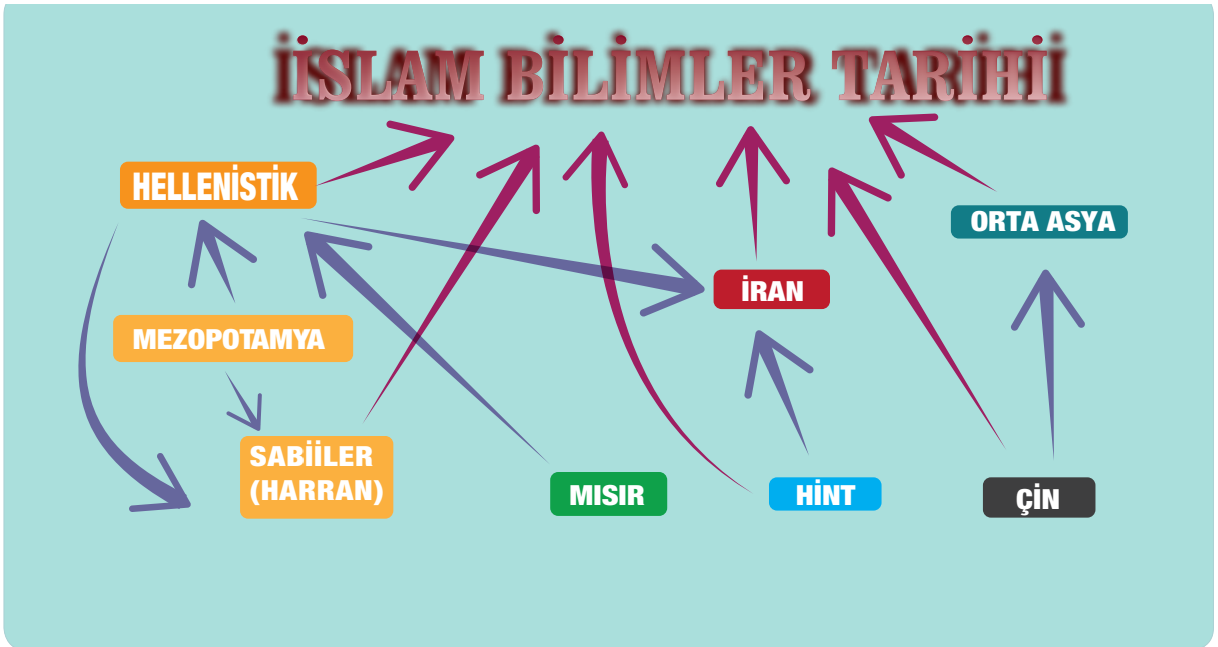 İSLAM BİLİMLER TARİHİ
HELLENİSTİK
ORTA ASYA
İRAN
MEZOPOTAMYA
SABİİLER
(HARRAN)
MISIR
HİNT
ÇİN